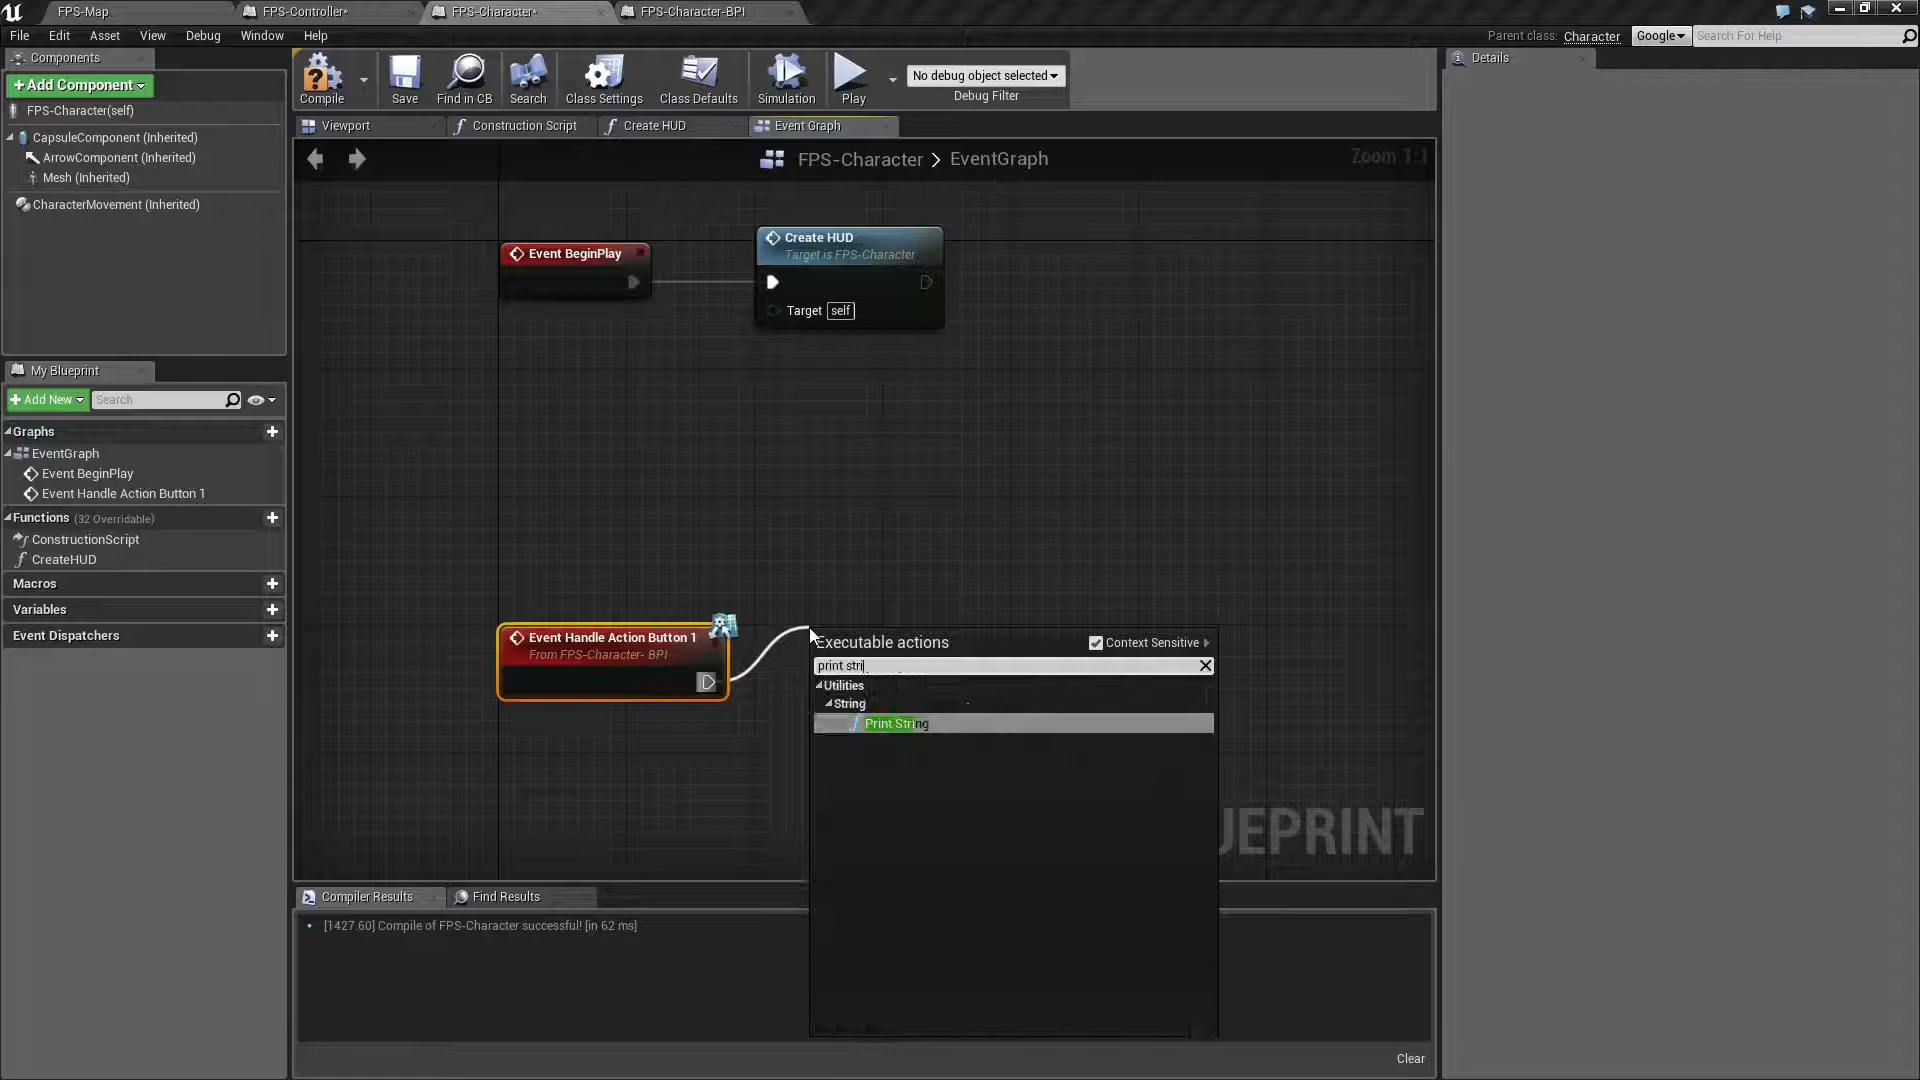 FPS-Map
FPS-Controller*
FPS-Character*
FPS-Character-BPI
File
Edit
Asset
View
Debug
Window
Help
Parent class:
Character
Google
Search For Help
Components
+Add Component
FPS-Character(self)
CapsuleComponent (Inherited)
ArrowComponent (Inherited)
Mesh (Inherited)
CharacterMovement (Inherited)
Compile
Save
Find in CB
Search
Class Settings
Class Defaults
Simulation
Play
No debug object selected
Debug Filter
Details
Viewport
Construction Script
Create HUD
Event Graph
FPS-Character > EventGraph
Zoom 1:1
Event BeginPlay
Create HUD
Target is FPS-Character
Target self
My Blueprint
+ Add New
Search
Graphs
EventGraph
Event BeginPlay
Event Handle Action Button 1
Functions (32 Overridable)
ConstructionScript
CreateHUD
Macros
Variables
Event Dispatchers
Event Handle Action Button 1
From FPS-Character- BPI
Executable actions
Context Sensitive
print stri
Utilities
String
Print String
UEPRINT
Compiler Results
Find Results
• [1427.60] Compile of FPS-Character successful! [in 62 ms]
Clear